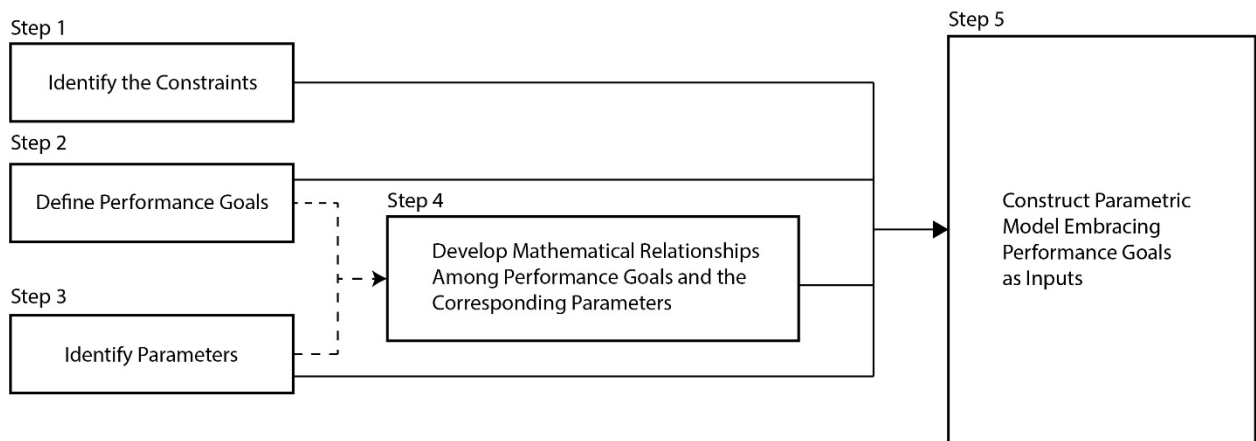 Step 1
Identify the Constraints
Step 2
Define Performance Goals
Step 3
Identify Parameters
Step 4
Develop Mathematical Relationships
Among Performance Goals and the
Corresponding Parameters
Step 5
Construct Parametric
Model Embracing
Performance Goals
as Inputs